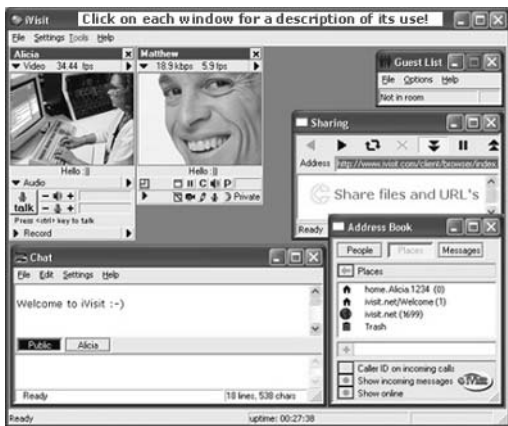 iVisit
Click on each window for a description of its use!
File Settings Tools Help
Alicia
Video 34.44 fps
Hello :||
Audio
talk
Press <ctrl> key to talk
Record
Matthew
18.9 kbps 5.9 fps
Hello :||
C P
Private
Guest List
File Options Help
Not in room
Sharing
Address http://www.ivisit.com/client/browser/index
Share files and URL's
Ready
Address Book
People Places Messages
Places
home.Alicia 1234 (0)
ivisit.net/Welcome (1)
ivisit.net (1699)
Trash
Caller ID on incoming calls
Show incoming messages
Show online
iVisit
Chat
File Edit Settings Help
Welcome to iVisit :-)
Public Alicia
Ready 18 lines, 538 chars
Ready uptime: 00:27:38